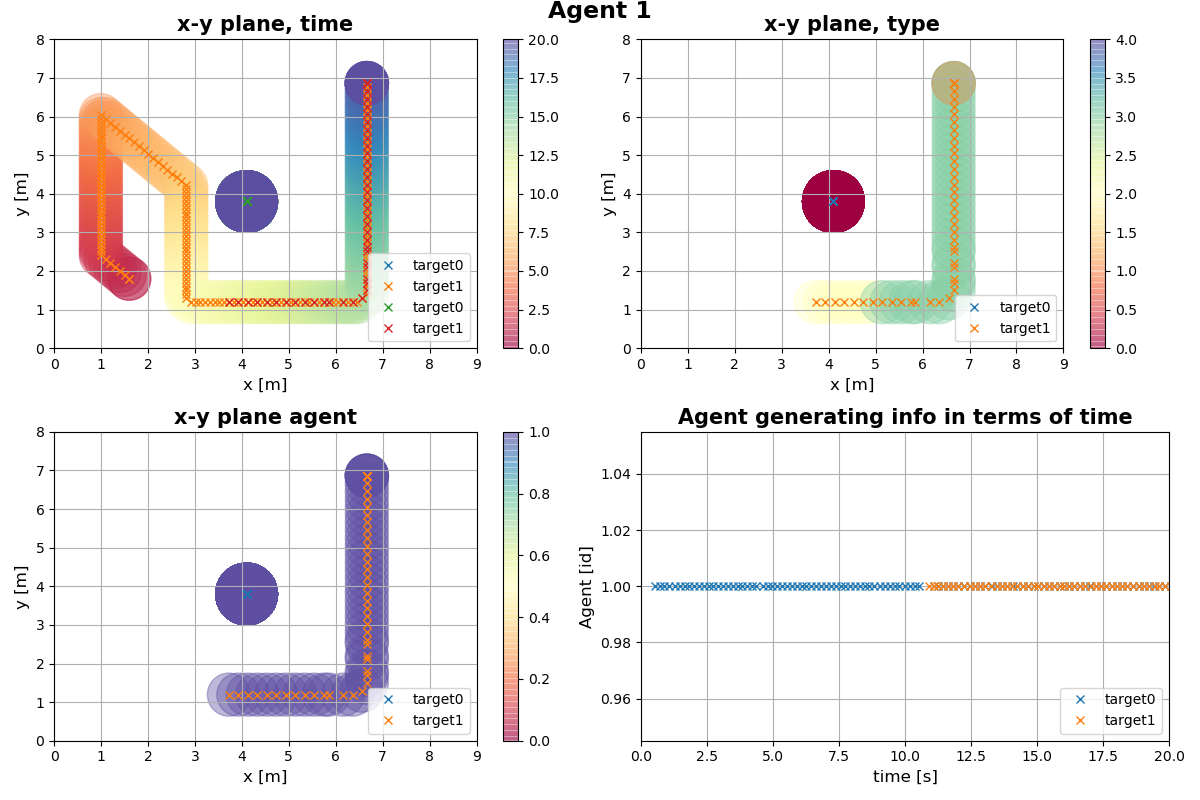 Agent 1
x-y plane, time
8
7
6
5
4
3
2
1
0
y [m]
0 1 2 3 4 5 6 7 8 9
x [m]
target0
target1
target0
target1
20.0
17.5
15.0
12.5
10.0
7.5
5.0
2.5
0.0
x-y plane, type
8
7
6
5
4
3
2
1
0
y [m]
0 1 2 3 4 5 6 7 8 9
x [m]
target0
target1
4.0
3.5
3.0
2.5
2.0
1.5
1.0
0.5
0.0
x-y plane agent
8
7
6
5
4
3
2
1
0
y [m]
0 1 2 3 4 5 6 7 8 9
x [m]
target0
target1
1.0
0.8
0.6
0.4
0.2
0.0
Agent generating info in terms of time
1.04
1.02
1.00
0.98
0.96
Agent [id]
0.0 2.5 5.0 7.5 10.0 12.5 15.0 17.5 20.0
time [s]
target0
target1